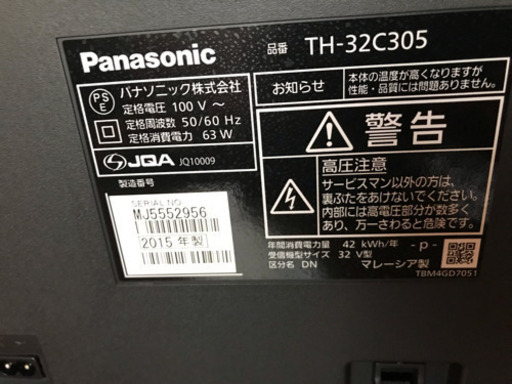 Panasonic
品番 TH-32C305
PS
E
パナソニック株式会社
定格電圧 100 V ~
定格周波数 50/60 Hz
定格消費電力 63 W
JQA JQ10009
お知らせ
本体の温度が高くなりますが
性能・品質には問題ありません。
警告
高圧注意
サービスマン以外の方は、
裏ぶたをあけないでください。
内部には高電圧部分が数多く
あり、万一さわると危険です。
製造番号
SERIAL NO
MJ5552956
2015 年製
年間消費電力量 42 kWh/年 -p-
受信機型サイズ 32 V型
区分名 DN マレーシア製
TBM4GD7051